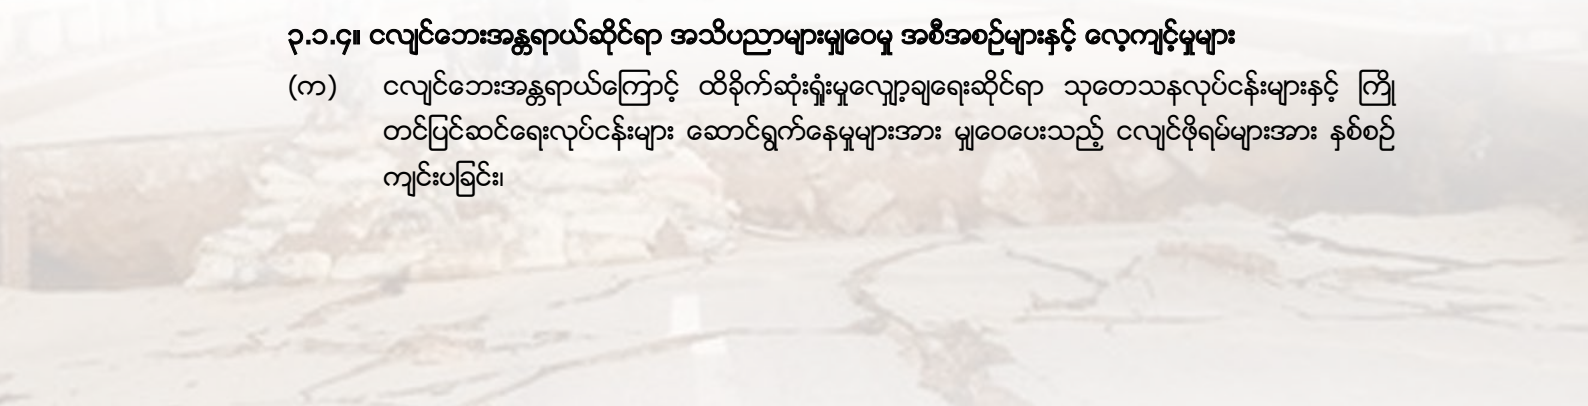 ၃.၁.၄။ ငလျင်ဘေးအန္တရာယ်ဆိုင်ရာ အသိပညာများမျှဝေမှု အစီအစဉ်များနှင့် လေ့ကျင့်မှုများ
(က) ငလျင်ဘေးအန္တရာယ်ကြောင့် ထိခိုက်ဆုံးရှုံးမှုလျှော့ချရေးဆိုင်ရာ သုတေသနလုပ်ငန်းများနှင့် ကြို
တင်ပြင်ဆင်ရေးလုပ်ငန်းများ ဆောင်ရွက်နေမှုများအား မျှဝေပေးသည့် ငလျင်ဖိုရမ်များအား နှစ်စဉ်
ကျင်းပခြင်း၊